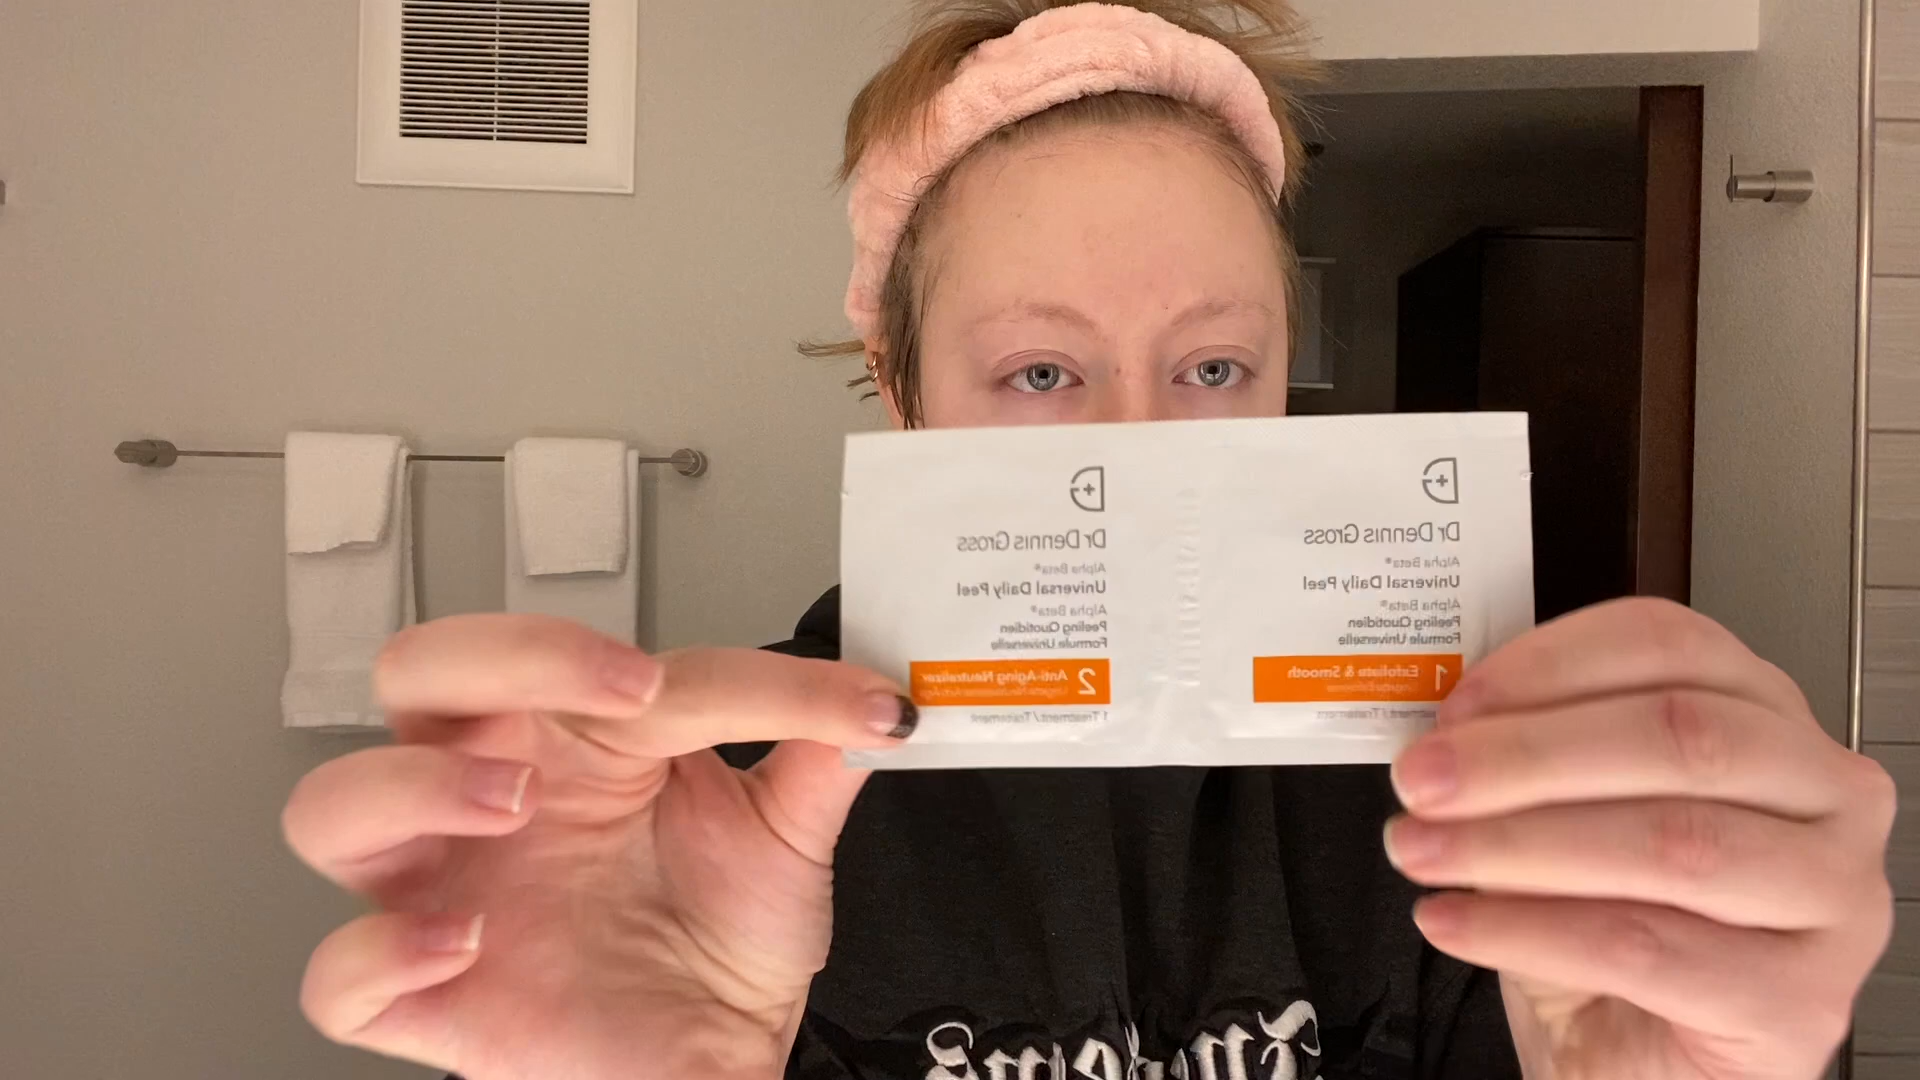 Dr Dennis Gross
Alpha Beta®
Universal Daily Peel
Alpha Beta®
Peeling Quotidien
Formule Universelle
1 Exfoliate & Smooth
Dr Dennis Gross
Alpha Beta®
Universal Daily Peel
Alpha Beta®
Peeling Quotidien
Formule Universelle
2 Anti-Aging Neutralizer
1 Treatment / Traitement